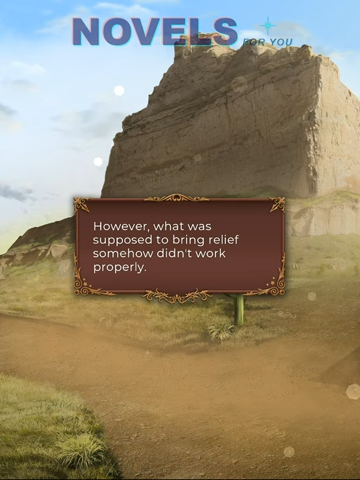 NOVELS
FOR YOU
However, what was
supposed to bring relief
somehow didn't work
properly.